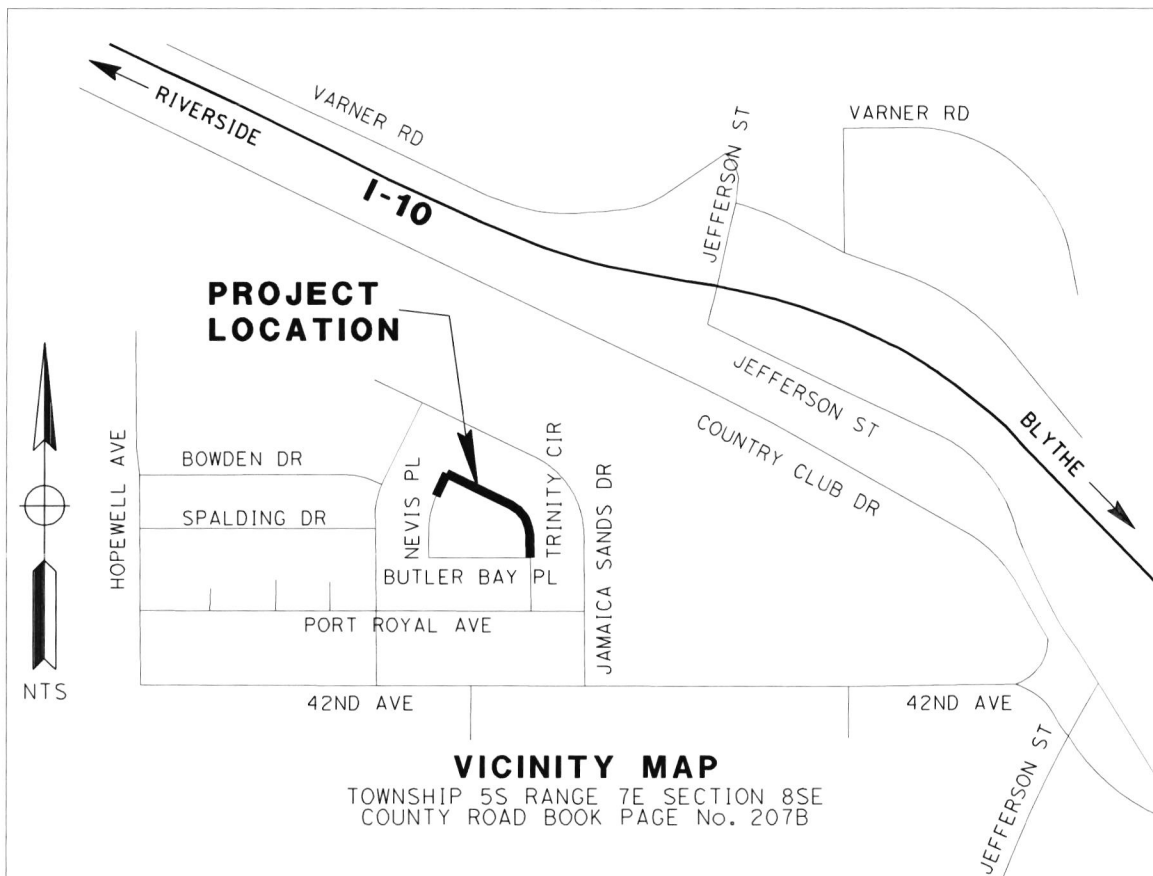 VARNER RD
RIVERSIDE
I-10
JEFFERSON ST
VARNER RD
PROJECT
LOCATION
JEFFERSON ST
COUNTRY CLUB DR
BLYTHE
HOPEWELL AVE
BOWDEN DR
SPALDING DR
NEVIS PL
TRINITY CIR
JAMAICA SANDS DR
BUTLER BAY PL
PORT ROYAL AVE
NTS
42ND AVE
42ND AVE
JEFFERSON ST
VICINITY MAP
TOWNSHIP 5S RANGE 7E SECTION 8SE
COUNTY ROAD BOOK PAGE No. 207B